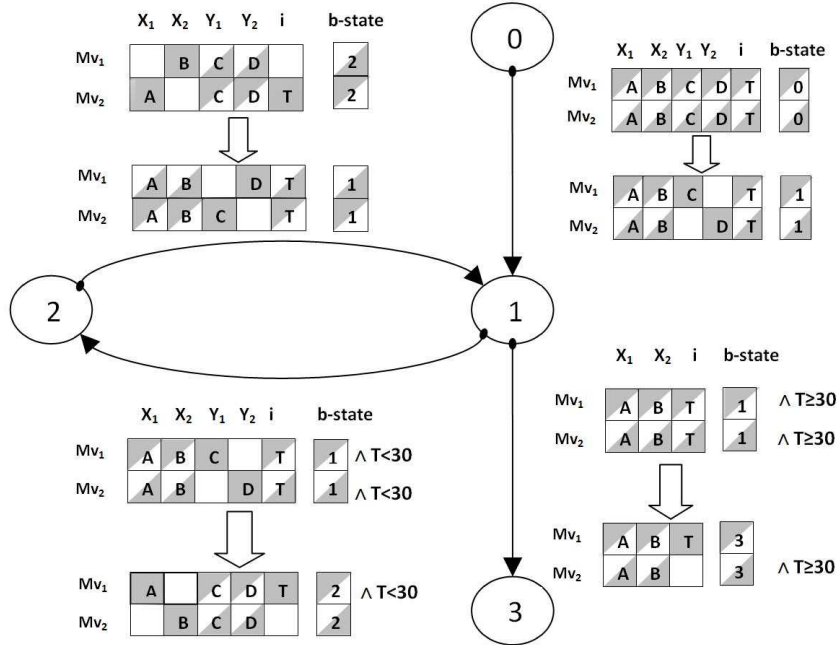 X₁ X₂ Y₁ Y₂ i b-state
Mv₁ B C D 2
Mv₂ A C D T 2
Mv₁ A B D T 1
Mv₂ A B C T 1
0
X₁ X₂ Y₁ Y₂ i b-state
Mv₁ A B C D T 0
Mv₂ A B C D T 0
Mv₁ A B C T 1
Mv₂ A B D T 1
2
1
X₁ X₂ Y₁ Y₂ i b-state
Mv₁ A B C T 1 ∧ T<30
Mv₂ A B D T 1 ∧ T<30
Mv₁ A C D T 2 ∧ T<30
Mv₂ B C D 2
X₁ X₂ i b-state
Mv₁ A B T 1 ∧ T≥30
Mv₂ A B T 1 ∧ T≥30
Mv₁ A B T 3
Mv₂ A B 3 ∧ T≥30
3